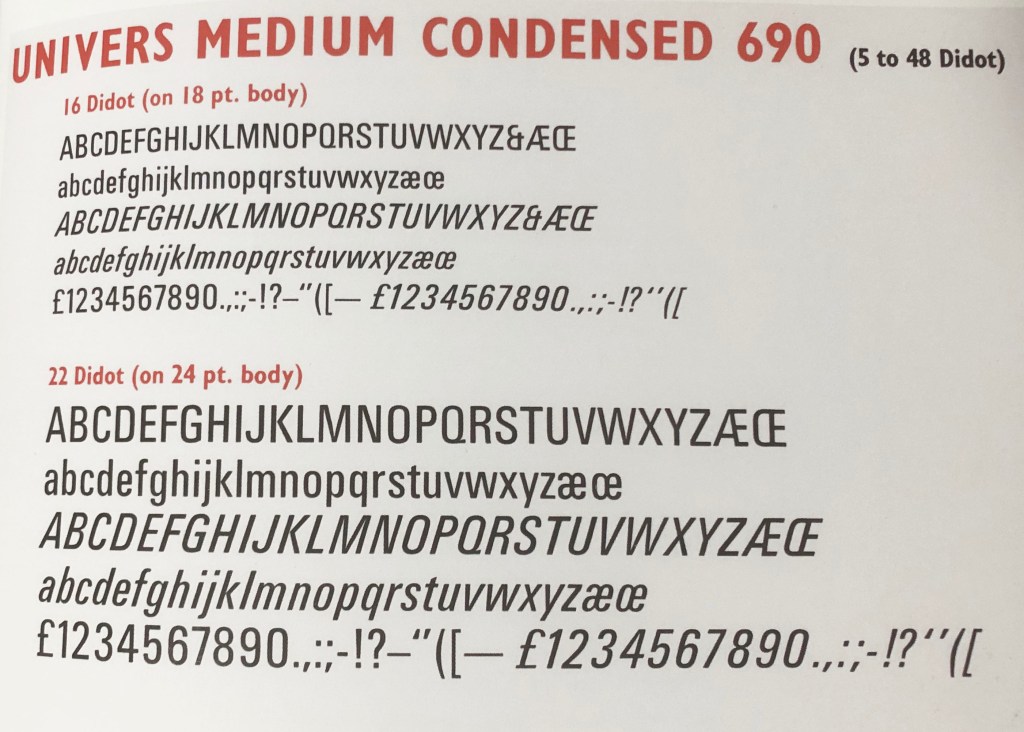 UNIVERS MEDIUM CONDENSED 690 (5 to 48 Didot)
16 Didot (on 18 pt. body)
ABCDEFGHIJKLMNOPQRSTUVWXYZ&ÆŒ
abcdefghijklmnopqrstuvwxyzæœ
ABCDEFGHIJKLMNOPQRSTUVWXYZ&ÆŒ
abcdefghijklmnopqrstuvwxyzæœ
£1234567890.,:;-!?–‘’([— £1234567890.,:;-!?‘’([
22 Didot (on 24 pt. body)
ABCDEFGHIJKLMNOPQRSTUVWXYZÆŒ
abcdefghijklmnopqrstuvwxyzæœ
ABCDEFGHIJKLMNOPQRSTUVWXYZÆŒ
abcdefghijklmnopqrstuvwxyzæœ
£1234567890.,:;-!?–‘’([— £1234567890.,:;-!?‘’([